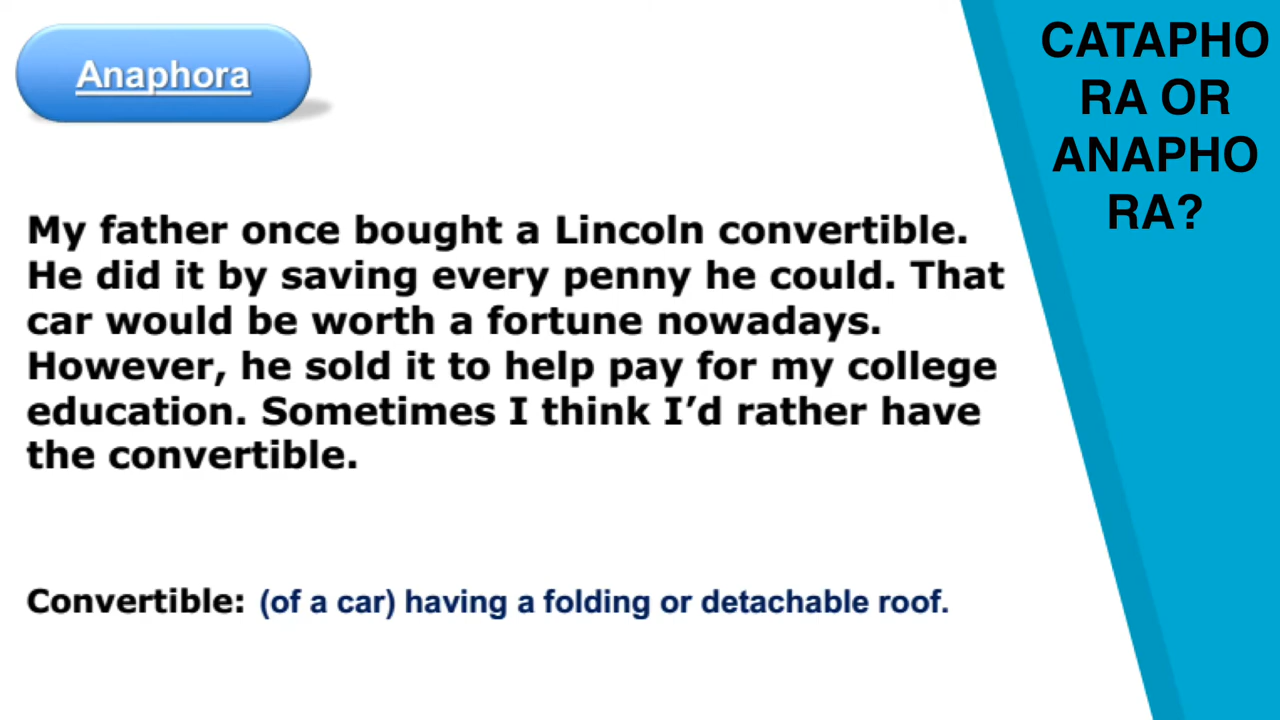 Anaphora
CATAPHO
RA OR
ANAPHO
RA?
My father once bought a Lincoln convertible.
He did it by saving every penny he could. That
car would be worth a fortune nowadays.
However, he sold it to help pay for my college
education. Sometimes I think I’d rather have
the convertible.
Convertible: (of a car) having a folding or detachable roof.